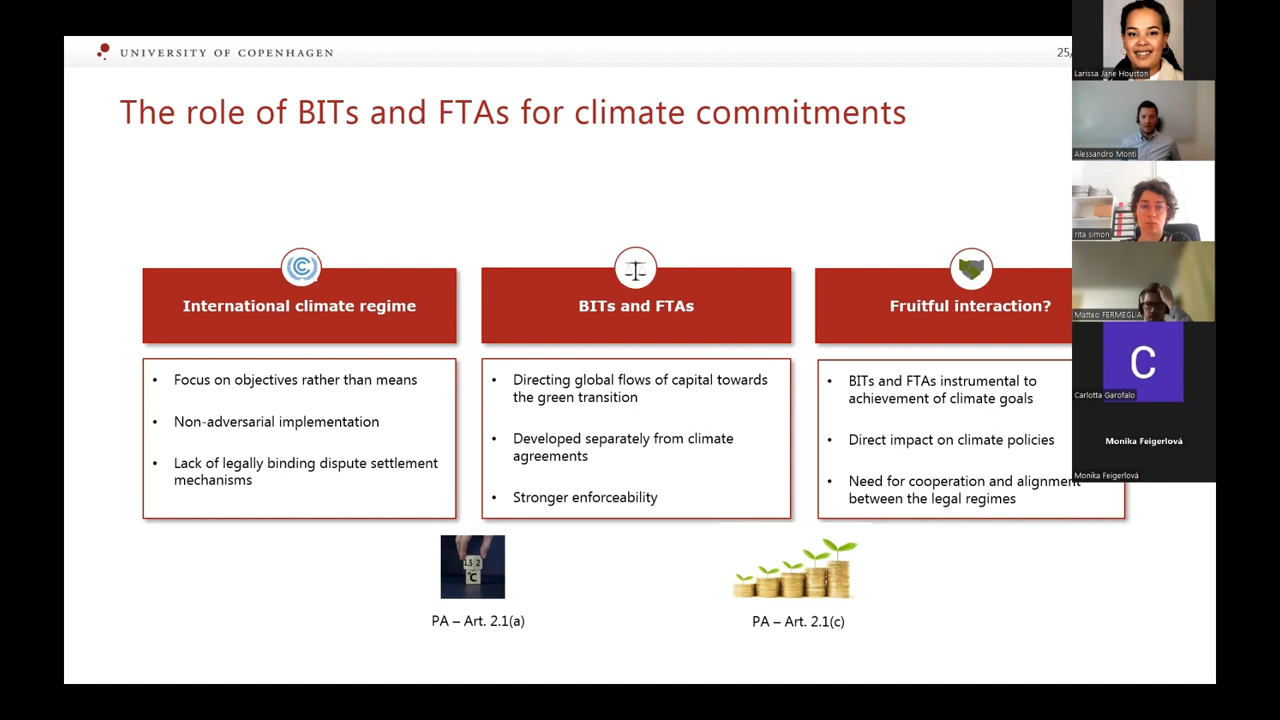 UNIVERSITY OF COPENHAGEN
25/
The role of BITs and FTAs for climate commitments
International climate regime
• Focus on objectives rather than means
• Non-adversarial implementation
• Lack of legally binding dispute settlement
mechanisms
BITs and FTAs
• Directing global flows of capital towards
the green transition
• Developed separately from climate
agreements
• Stronger enforceability
Fruitful interaction?
• BITs and FTAs instrumental to
achievement of climate goals
• Direct impact on climate policies
• Need for cooperation and alignment
between the legal regimes
°C
PA – Art. 2.1(a)
PA – Art. 2.1(c)
Larissa Jane Houston
Alessandro Monti
rita simon
Matteo FERMEGLIA
C
Carlotta Garofalo
Monika Feigerlová
Monika Feigerlová